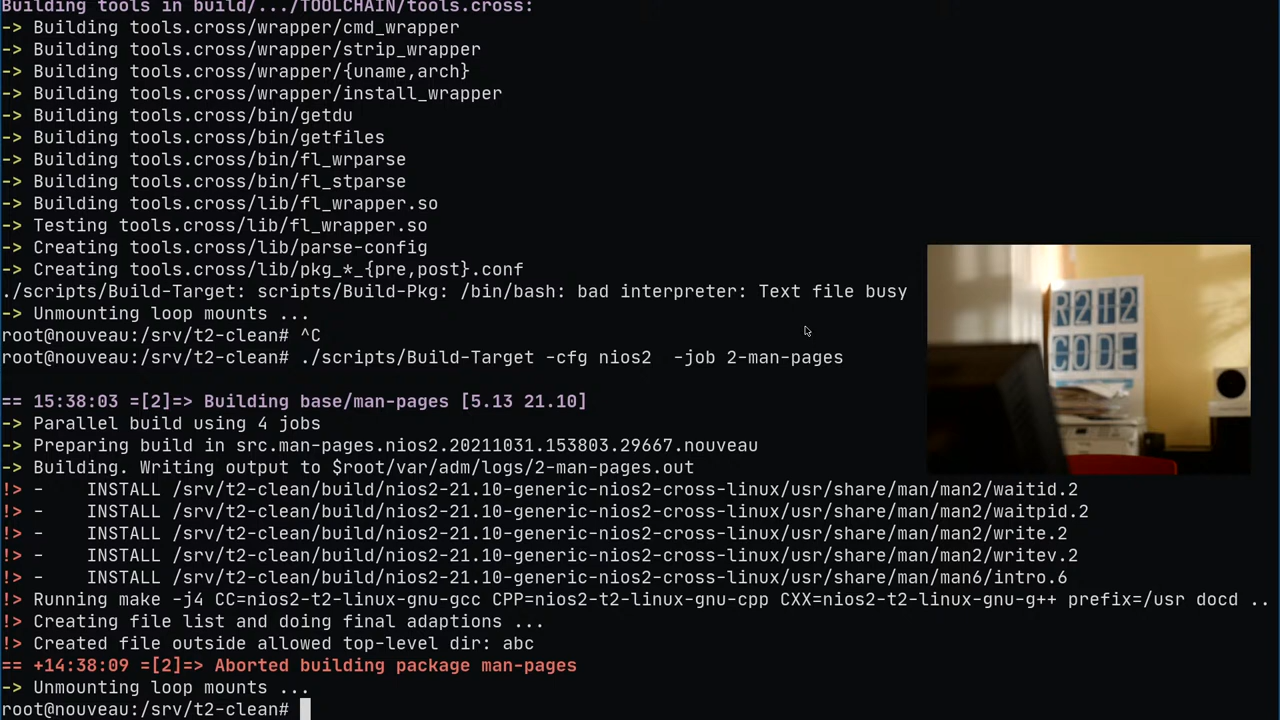 Building tools in build/.../TOOLCHAIN/tools.cross:
-> Building tools.cross/wrapper/cmd_wrapper
-> Building tools.cross/wrapper/strip_wrapper
-> Building tools.cross/wrapper/{uname,arch}
-> Building tools.cross/wrapper/install_wrapper
-> Building tools.cross/bin/getdu
-> Building tools.cross/bin/getfiles
-> Building tools.cross/bin/fl_wrparse
-> Building tools.cross/bin/fl_stparse
-> Building tools.cross/lib/fl_wrapper.so
-> Testing tools.cross/lib/fl_wrapper.so
-> Creating tools.cross/lib/parse-config
-> Creating tools.cross/lib/pkg_*_{pre,post}.conf
./scripts/Build-Target: scripts/Build-Pkg: /bin/bash: bad interpreter: Text file busy
-> Unmounting loop mounts ...
root@nouveau:/srv/t2-clean# ^C
root@nouveau:/srv/t2-clean# ./scripts/Build-Target -cfg nios2  -job 2-man-pages
== 15:38:03 =[2]=> Building base/man-pages [5.13 21.10]
-> Parallel build using 4 jobs
-> Preparing build in src.man-pages.nios2.20211031.153803.29667.nouveau
-> Building. Writing output to $root/var/adm/logs/2-man-pages.out
!> -    INSTALL /srv/t2-clean/build/nios2-21.10-generic-nios2-cross-linux/usr/share/man/man2/waitid.2
!> -    INSTALL /srv/t2-clean/build/nios2-21.10-generic-nios2-cross-linux/usr/share/man/man2/waitpid.2
!> -    INSTALL /srv/t2-clean/build/nios2-21.10-generic-nios2-cross-linux/usr/share/man/man2/write.2
!> -    INSTALL /srv/t2-clean/build/nios2-21.10-generic-nios2-cross-linux/usr/share/man/man2/writev.2
!> -    INSTALL /srv/t2-clean/build/nios2-21.10-generic-nios2-cross-linux/usr/share/man/man6/intro.6
!> Running make -j4 CC=nios2-t2-linux-gnu-gcc CPP=nios2-t2-linux-gnu-cpp CXX=nios2-t2-linux-gnu-g++ prefix=/usr docd ..
!> Creating file list and doing final adaptions ...
!> Created file outside allowed top-level dir: abc
== +14:38:09 =[2]=> Aborted building package man-pages
-> Unmounting loop mounts ...
root@nouveau:/srv/t2-clean#
R2T2
CODE